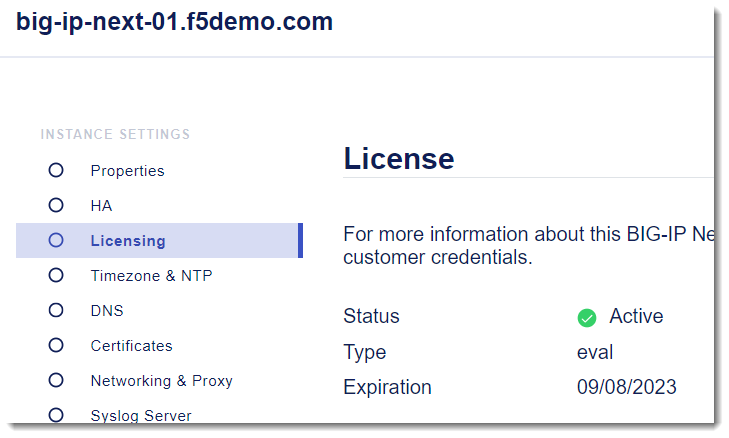 big-ip-next-01.f5demo.com
INSTANCE SETTINGS
Properties
HA
Licensing
Timezone & NTP
DNS
Certificates
Networking & Proxy
Syslog Server
License
For more information about this BIG-IP Ne
customer credentials.
Status Active
Type eval
Expiration 09/08/2023